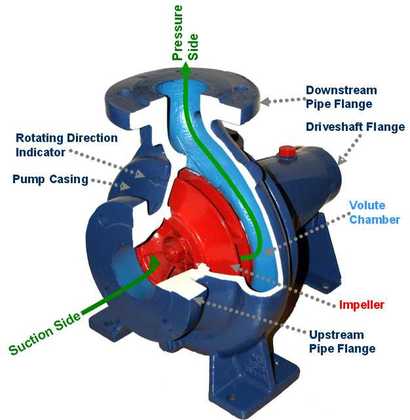 Pressure
Side
Downstream
Pipe Flange
Driveshaft Flange
Rotating Direction
Indicator
Pump Casing
Volute
Chamber
Impeller
Suction Side
Upstream
Pipe Flange